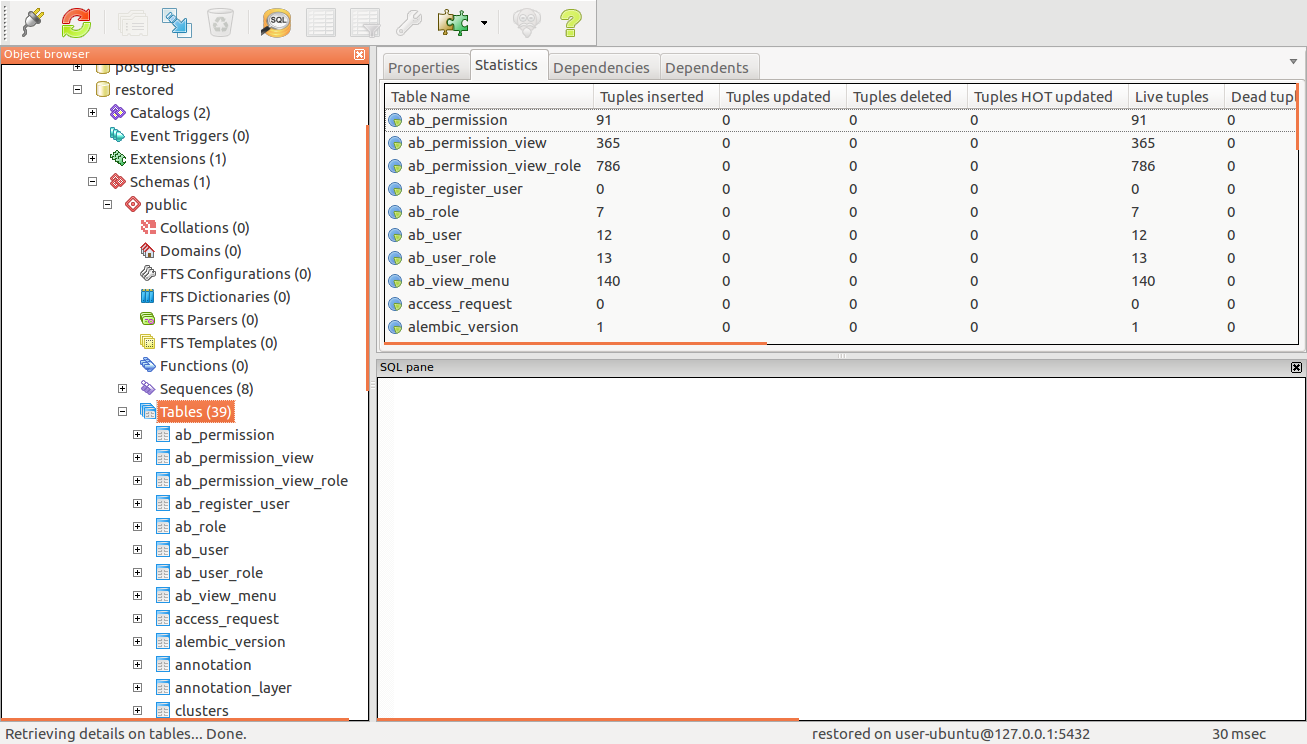 SQL
Object browser
postgres
restored
Catalogs (2)
Event Triggers (0)
Extensions (1)
Schemas (1)
public
Collations (0)
Domains (0)
FTS Configurations (0)
FTS Dictionaries (0)
FTS Parsers (0)
FTS Templates (0)
Functions (0)
Sequences (8)
Tables (39)
ab_permission
ab_permission_view
ab_permission_view_role
ab_register_user
ab_role
ab_user
ab_user_role
ab_view_menu
access_request
alembic_version
annotation
annotation_layer
clusters
Properties Statistics Dependencies Dependents
Table Name Tuples inserted Tuples updated Tuples deleted Tuples HOT updated Live tuples Dead tupl
ab_permission 91 0 0 0 91 0
ab_permission_view 365 0 0 0 365 0
ab_permission_view_role 786 0 0 0 786 0
ab_register_user 0 0 0 0 0 0
ab_role 7 0 0 0 7 0
ab_user 12 0 0 0 12 0
ab_user_role 13 0 0 0 13 0
ab_view_menu 140 0 0 0 140 0
access_request 0 0 0 0 0 0
alembic_version 1 0 0 0 1 0
SQL pane
Retrieving details on tables... Done. restored on user-ubuntu@127.0.0.1:5432 30 msec